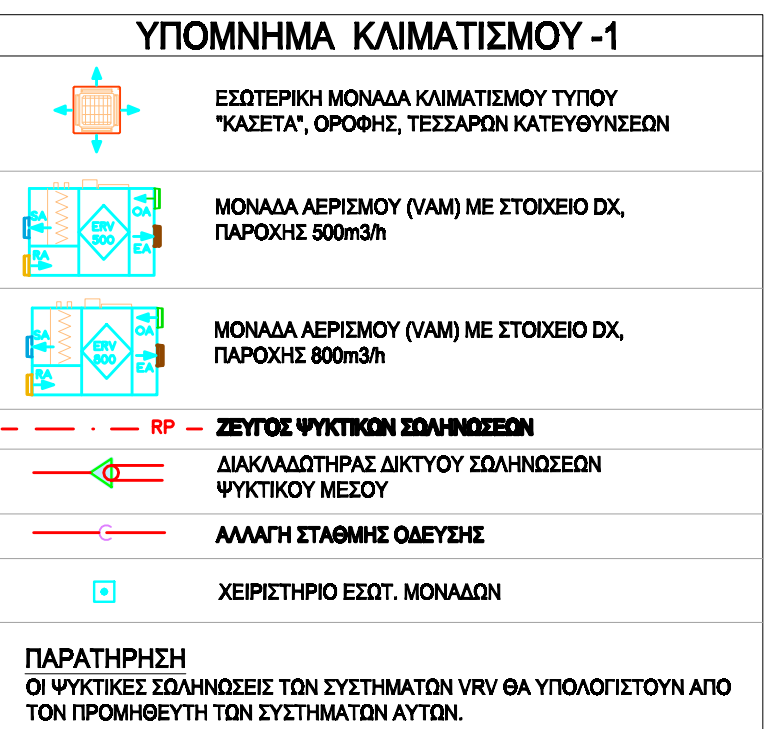 ΥΠΟΜΝΗΜΑ ΚΛΙΜΑΤΙΣΜΟΥ -1
ΕΣΩΤΕΡΙΚΗ ΜΟΝΑΔΑ ΚΛΙΜΑΤΙΣΜΟΥ ΤΥΠΟΥ
"ΚΑΣΕΤΑ", ΟΡΟΦΗΣ, ΤΕΣΣΑΡΩΝ ΚΑΤΕΥΘΥΝΣΕΩΝ
SA
ERV
500
OA
RA
EA
ΜΟΝΑΔΑ ΑΕΡΙΣΜΟΥ (VAM) ΜΕ ΣΤΟΙΧΕΙΟ DX,
ΠΑΡΟΧΗΣ 500m3/h
SA
ERV
800
OA
RA
EA
ΜΟΝΑΔΑ ΑΕΡΙΣΜΟΥ (VAM) ΜΕ ΣΤΟΙΧΕΙΟ DX,
ΠΑΡΟΧΗΣ 800m3/h
RP
ΖΕΥΓΟΣ ΨΥΚΤΙΚΩΝ ΣΩΛΗΝΩΣΕΩΝ
ΔΙΑΚΛΑΔΩΤΗΡΑΣ ΔΙΚΤΥΟΥ ΣΩΛΗΝΩΣΕΩΝ
ΨΥΚΤΙΚΟΥ ΜΕΣΟΥ
C
ΑΛΛΑΓΗ ΣΤΑΘΜΗΣ ΟΔΕΥΣΗΣ
ΧΕΙΡΙΣΤΗΡΙΟ ΕΣΩΤ. ΜΟΝΑΔΩΝ
ΠΑΡΑΤΗΡΗΣΗ
ΟΙ ΨΥΚΤΙΚΕΣ ΣΩΛΗΝΩΣΕΙΣ ΤΩΝ ΣΥΣΤΗΜΑΤΩΝ VRV ΘΑ ΥΠΟΛΟΓΙΣΤΟΥΝ ΑΠΟ
ΤΟΝ ΠΡΟΜΗΘΕΥΤΗ ΤΩΝ ΣΥΣΤΗΜΑΤΩΝ ΑΥΤΩΝ.